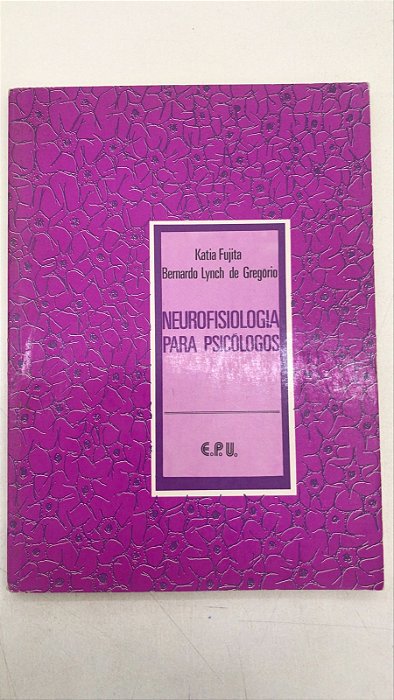 Katia Fujita
Bernardo Lynch de Gregório
NEUROFISIOLOGIA
PARA PSICÓLOGOS
E.P.U.